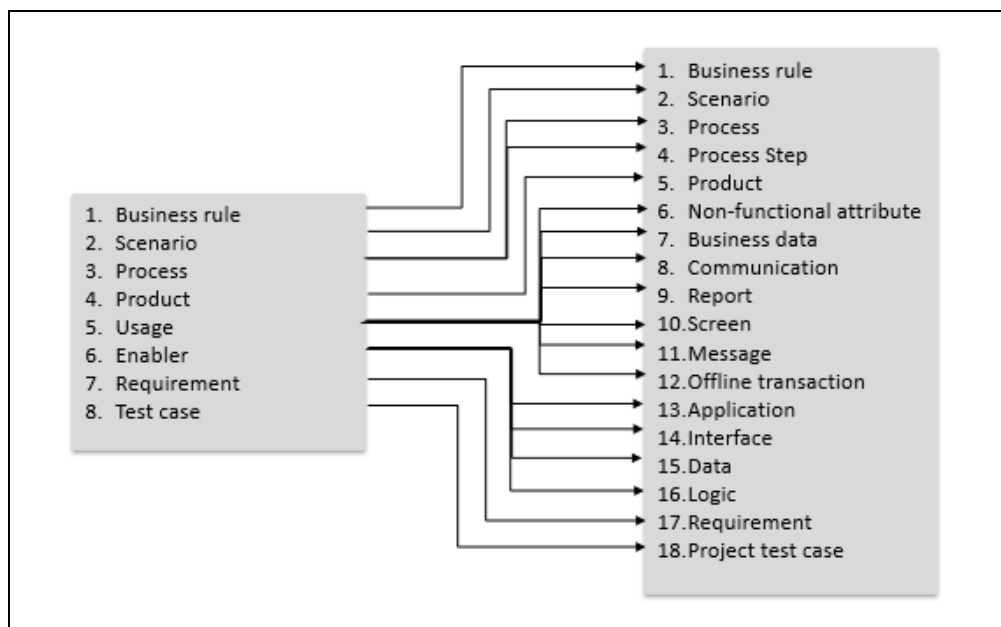 1. Business rule
2. Scenario
3. Process
4. Product
5. Usage
6. Enabler
7. Requirement
8. Test case
1. Business rule
2. Scenario
3. Process
4. Process Step
5. Product
6. Non-functional attribute
7. Business data
8. Communication
9. Report
10.Screen
11.Message
12.Offline transaction
13.Application
14.Interface
15.Data
16.Logic
17.Requirement
18.Project test case